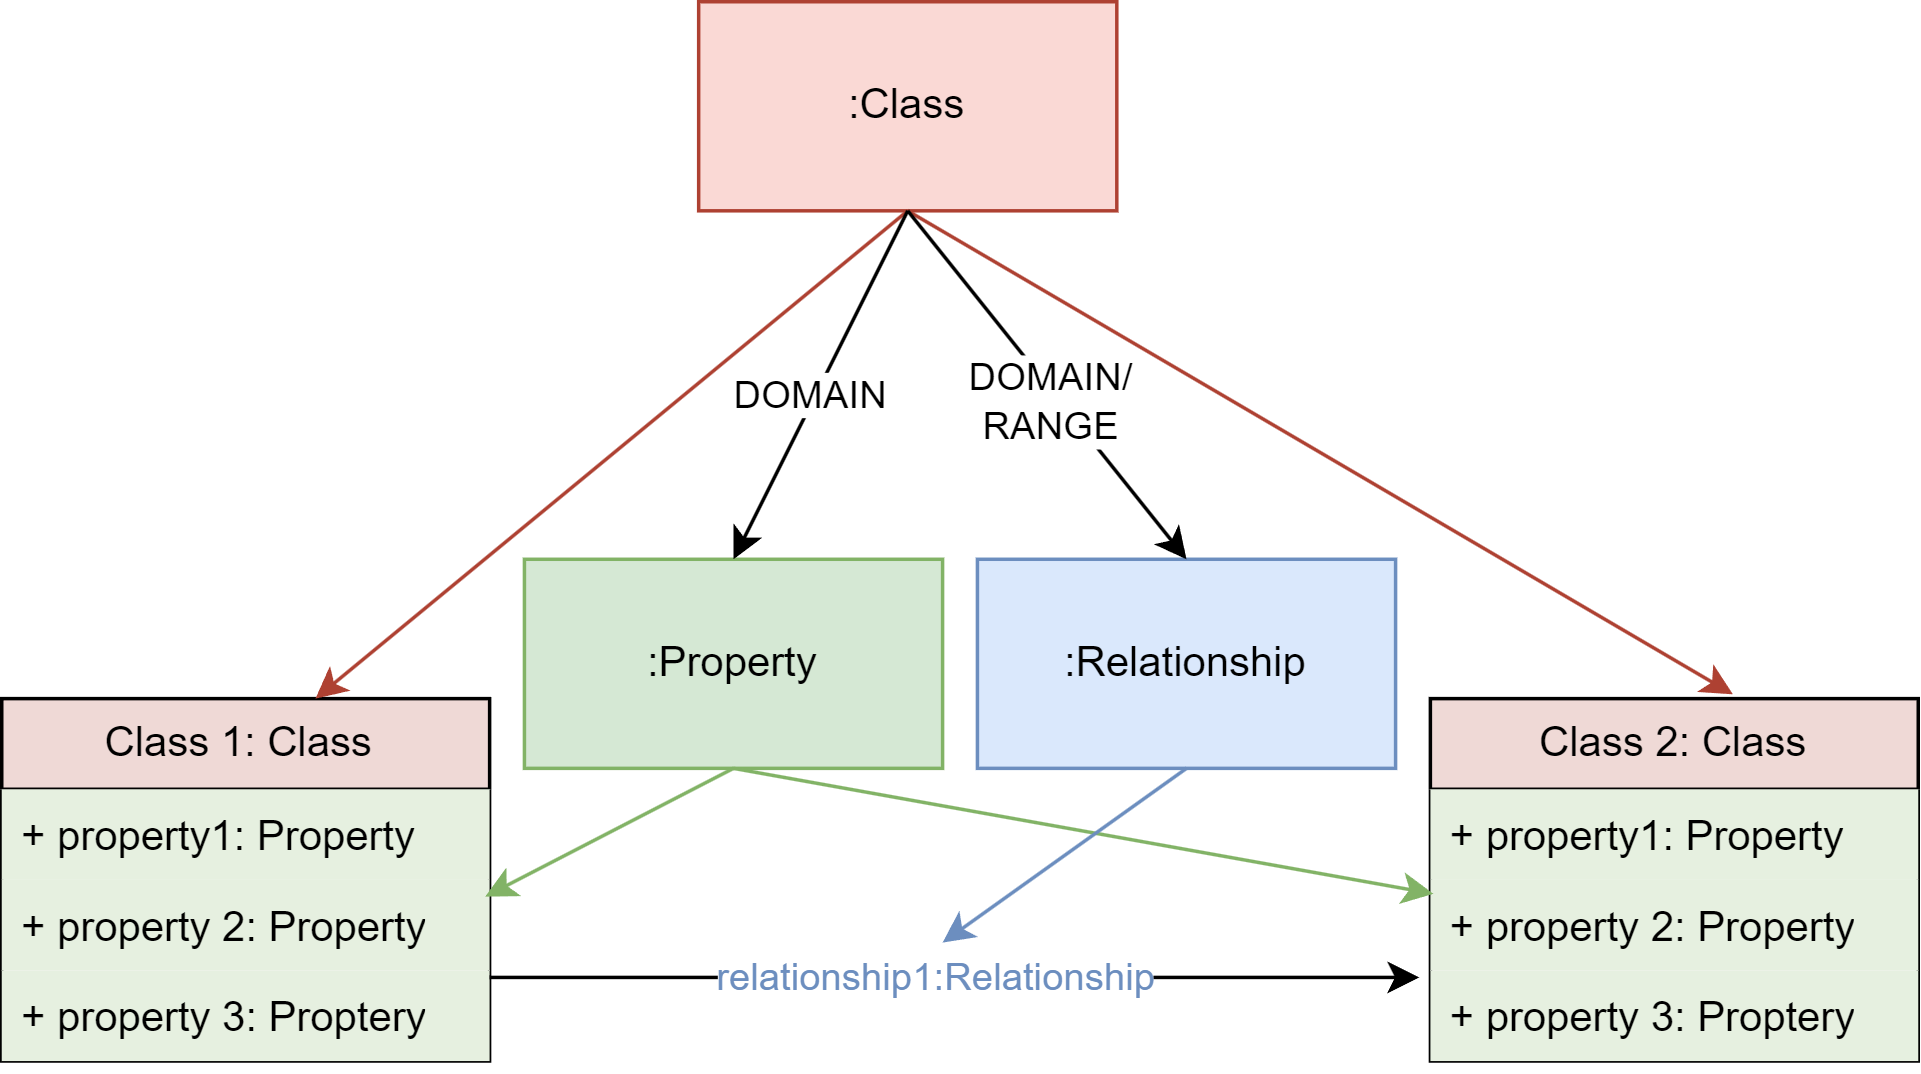 :Class
DOMAIN
DOMAIN/
RANGE
:Property
:Relationship
Class 1: Class
+ property1: Property
+ property 2: Property
+ property 3: Proptery
relationship1:Relationship
Class 2: Class
+ property1: Property
+ property 2: Property
+ property 3: Proptery